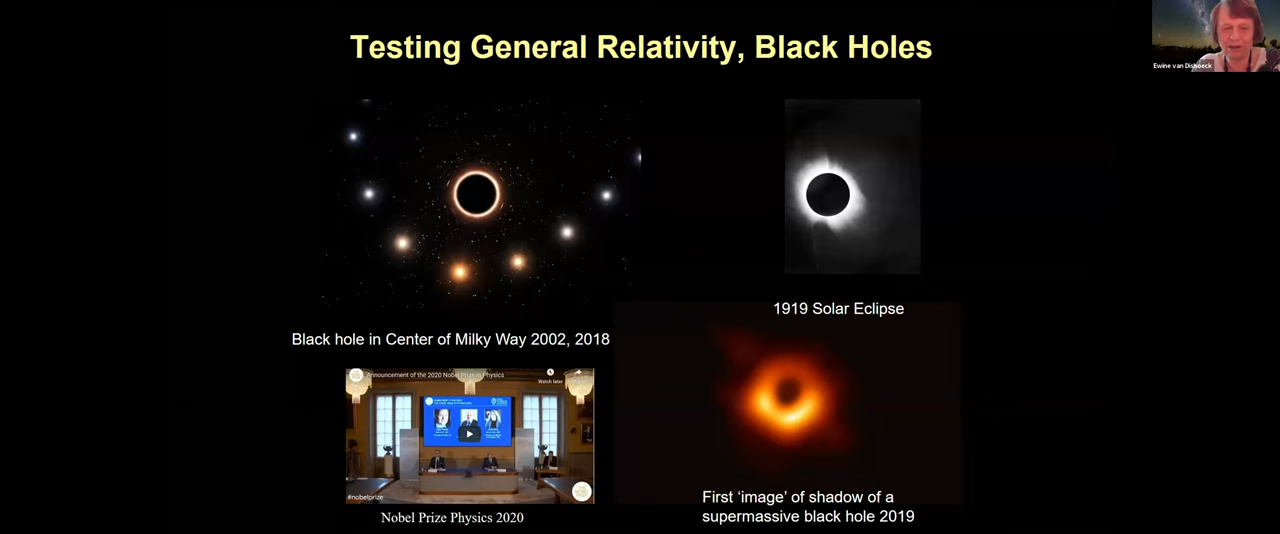 Testing General Relativity, Black Holes
Ewine van Dishoeck
1919 Solar Eclipse
Black hole in Center of Milky Way 2002, 2018
Announcement of the 2020 Nobel Prize in Physics
Watch later
#nobelprize
Nobel Prize Physics 2020
First ‘image’ of shadow of a
supermassive black hole 2019